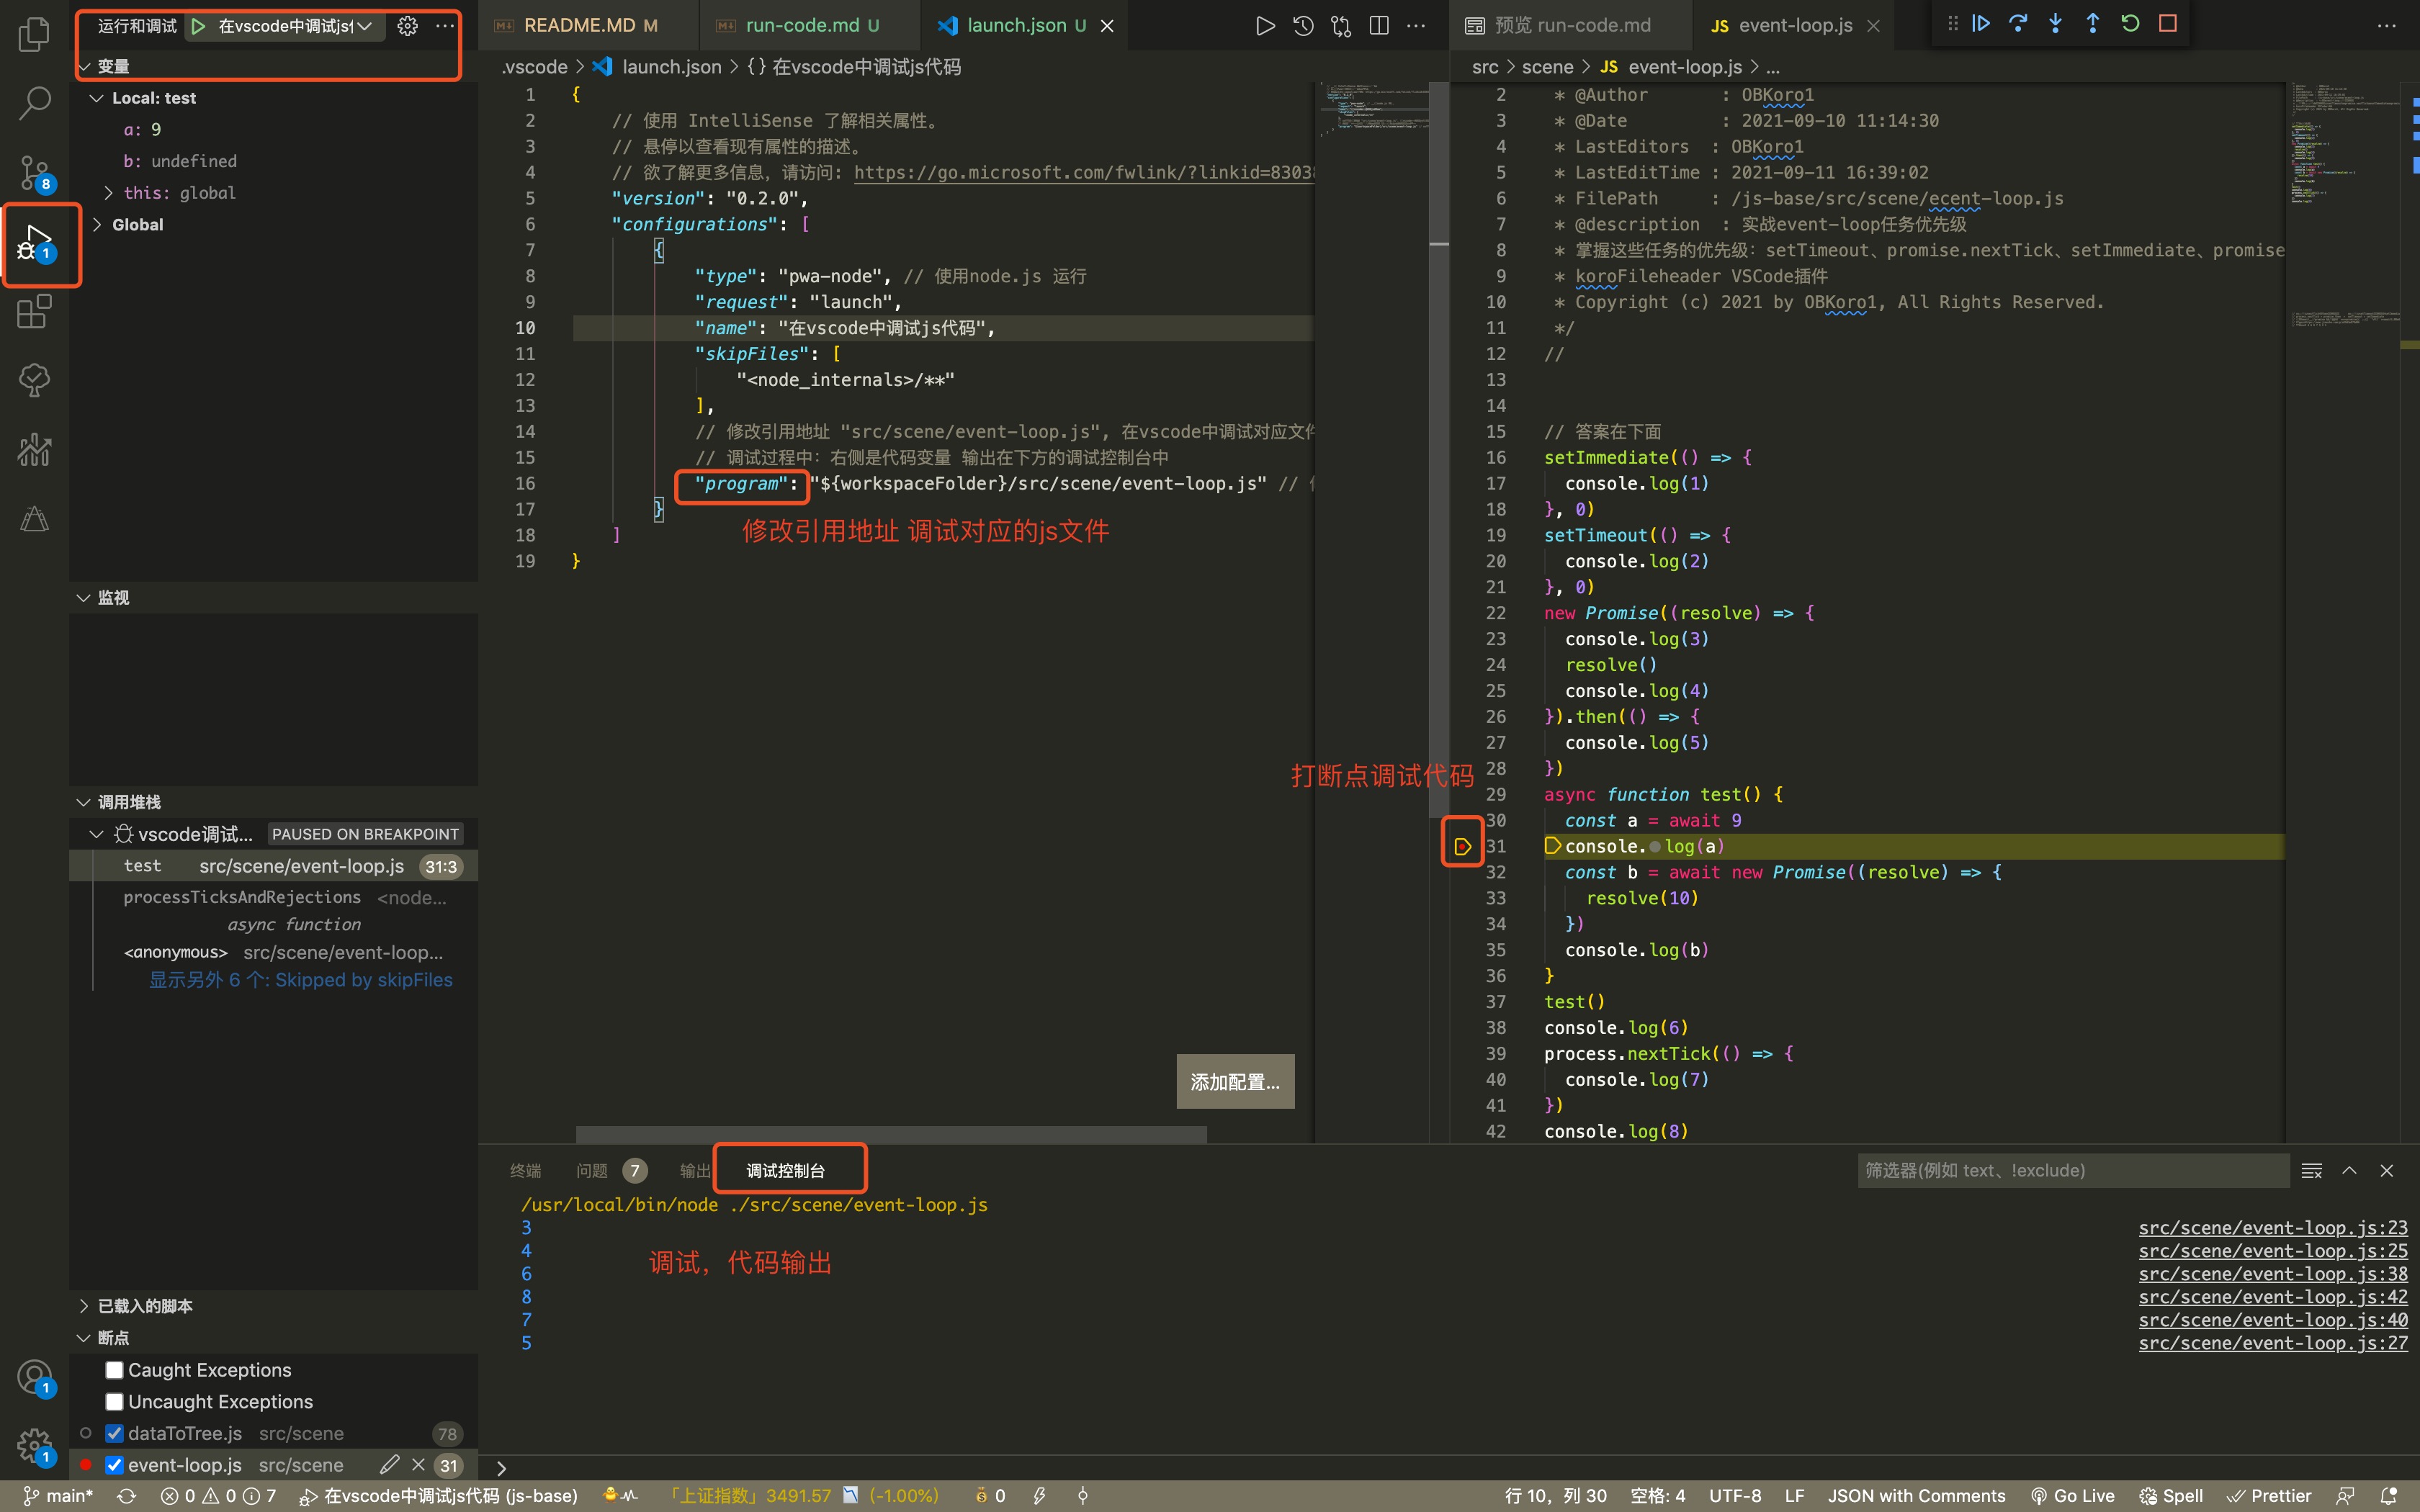 运行和调试 在vscode中调试js
变量
Local: test
a: 9
b: undefined
this: global
Global
监视
调用堆栈
vscode调试... PAUSED ON BREAKPOINT
test src/scene/event-loop.js 31:3
processTicksAndRejections <node...
async function
<anonymous> src/scene/event-loop...
显示另外 6 个: Skipped by skipFiles
已载入的脚本
断点
Caught Exceptions
Uncaught Exceptions
dataToTree.js src/scene 78
event-loop.js src/scene 31
8
1
1
1
README.MD M run-code.md U launch.json U
.vscode > launch.json > {} 在vscode中调试js代码
1 {
2 // 使用 IntelliSense 了解相关属性。
3 // 悬停以查看现有属性的描述。
4 // 欲了解更多信息，请访问: https://go.microsoft.com/fwlink/?linkid=83038
5 "version": "0.2.0",
6 "configurations": [
7 {
8 "type": "pwa-node", // 使用node.js 运行
9 "request": "launch",
10 "name": "在vscode中调试js代码",
11 "skipFiles": [
12 "<node_internals>/**"
13 ],
14 // 修改引用地址 "src/scene/event-loop.js", 在vscode中调试对应文件
15 // 调试过程中: 右侧是代码变量 输出在下方的调试控制台中
16 "program": "${workspaceFolder}/src/scene/event-loop.js" //
17 }
18 ]
19 }
修改引用地址 调试对应的js文件
打断点调试代码
添加配置...
预览 run-code.md JS event-loop.js
src > scene > JS event-loop.js > ...
2 * @Author : OBKoro1
3 * @Date : 2021-09-10 11:14:30
4 * LastEditors : OBKoro1
5 * LastEditTime : 2021-09-11 16:39:02
6 * FilePath : /js-base/src/scene/ecent-loop.js
7 * @description : 实战event-loop任务优先级
8 * 掌握这些任务的优先级: setTimeout、promise.nextTick、setImmediate、promise
9 * koroFileheader VSCode插件
10 * Copyright (c) 2021 by OBKoro1, All Rights Reserved.
11 */
12 //
13
14
15 // 答案在下面
16 setImmediate(() => {
17 console.log(1)
18 }, 0)
19 setTimeout(() => {
20 console.log(2)
21 }, 0)
22 new Promise((resolve) => {
23 console.log(3)
24 resolve()
25 console.log(4)
26 }).then(() => {
27 console.log(5)
28 })
29 async function test() {
30 const a = await 9
31 console.log(a)
32 const b = await new Promise((resolve) => {
33 resolve(10)
34 })
35 console.log(b)
36 }
37 test()
38 console.log(6)
39 process.nextTick(() => {
40 console.log(7)
41 })
42 console.log(8)
终端 问题 7 输出 调试控制台 筛选器(例如 text、!exclude)
/usr/local/bin/node ./src/scene/event-loop.js
3 src/scene/event-loop.js:23
4 src/scene/event-loop.js:25
6 src/scene/event-loop.js:38
8 src/scene/event-loop.js:42
7 src/scene/event-loop.js:40
5 src/scene/event-loop.js:27
调试，代码输出
main* 0 0 7 在vscode中调试js代码 (js-base) 「上证指数」3491.57 (-1.00%) 0 行 10，列 30 空格: 4 UTF-8 LF JSON with Comments Go Live Spell Prettier